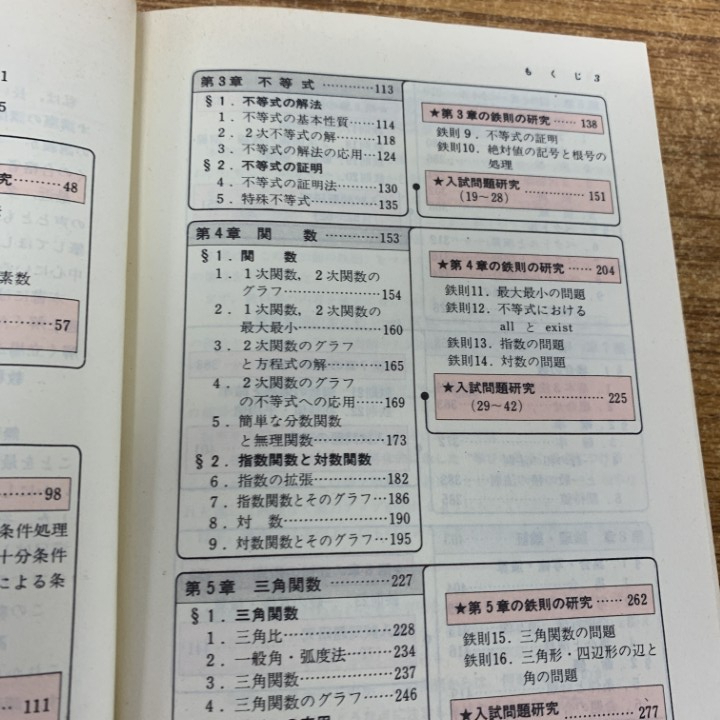 1
5
究………48
素数
57
98
条件処理
十分条件
による条
111
もくじ 3
第3章 不等式 …………113
§1．不等式の解法
1．不等式の基本性質……114
2．2次不等式の解………118
3．不等式の解法の応用…124
§2．不等式の証明
4．不等式の証明法………130
5．特殊不等式……………135
★第3章の鉄則の研究 …… 138
鉄則9．不等式の証明
鉄則10．絶対値の記号と根号の
処理
★入試問題研究 …………… 151
(19～28)
第4章 関 数 …………153
§1．関 数
1．1次関数，2次関数の
グラフ…………………154
2．1次関数，2次関数の
最大最小………………160
3．2次関数のグラフ
と方程式の解…………165
4．2次関数のグラフ
の不等式への応用……169
5．簡単な分数関数
と無理関数……………173
§2．指数関数と対数関数
6．指数の拡張……………182
7．指数関数とそのグラフ…186
8．対 数…………………190
9．対数関数とそのグラフ…195
★第4章の鉄則の研究 …… 204
鉄則11．最大最小の問題
鉄則12．不等式における
all と exist
鉄則13．指数の問題
鉄則14．対数の問題
★入試問題研究 …………… 225
(29～42)
第5章 三角関数 …………227
§1．三角関数
1．三角比…………………228
2．一般角・弧度法………234
3．三角関数………………237
4．三角関数のグラフ……246
★第5章の鉄則の研究 …… 262
鉄則15．三角関数の問題
鉄則16．三角形・四辺形の辺と
角の問題
★入試問題研究 …………… 277